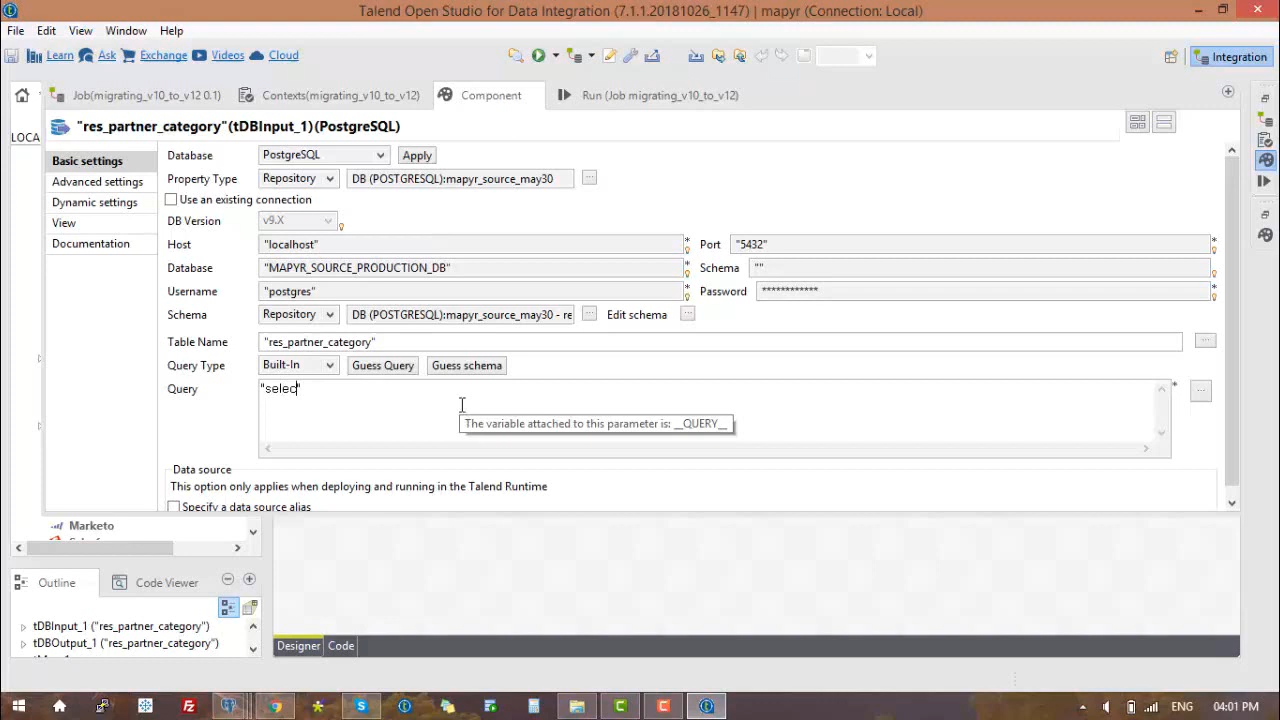 Talend Open Studio for Data Integration (7.1.1.20181026_1147) | mapyr (Connection: Local)
File Edit View Window Help
Learn Ask Exchange Videos Cloud Integration
Job(migrating_v10_to_v12 0.1) Contexts(migrating_v10_to_v12) Component Run (Job migrating_v10_to_v12)
LOCA
"res_partner_category"(tDBInput_1)(PostgreSQL)
Basic settings
Advanced settings
Dynamic settings
View
Documentation
Database PostgreSQL Apply
Property Type Repository DB (POSTGRESQL):mapyr_source_may30 ...
Use an existing connection
DB Version v9.X
Host "localhost" * Port "5432" *
Database "MAPYR_SOURCE_PRODUCTION_DB" * Schema ""
Username "postgres" * Password ************ *
Schema Repository DB (POSTGRESQL):mapyr_source_may30 - re ... Edit schema ...
Table Name "res_partner_category" ...
Query Type Built-In Guess Query Guess schema
Query "selec" * ...
The variable attached to this parameter is: __QUERY__
Data source
This option only applies when deploying and running in the Talend Runtime
Specify a data source alias
Marketo
Outline Code Viewer
tDBInput_1 ("res_partner_category")
tDBOutput_1 ("res_partner_category")
Designer Code
ENG 04:01 PM